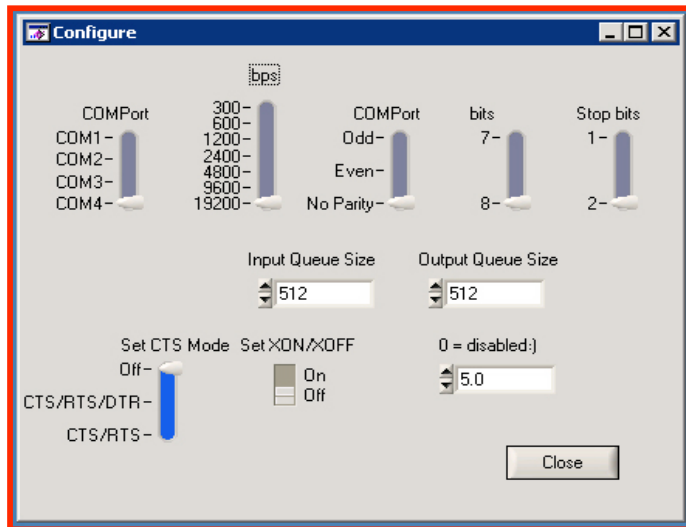 Configure
bps
COMPort
COM1
COM2
COM3
COM4
300
600
1200
2400
4800
9600
19200
COMPort
Odd
Even
No Parity
bits
7
8
Stop bits
1
2
Input Queue Size
512
Output Queue Size
512
Set CTS Mode
Off
CTS/RTS/DTR
CTS/RTS
Set XON/XOFF
On
Off
0 = disabled:)
5.0
Close